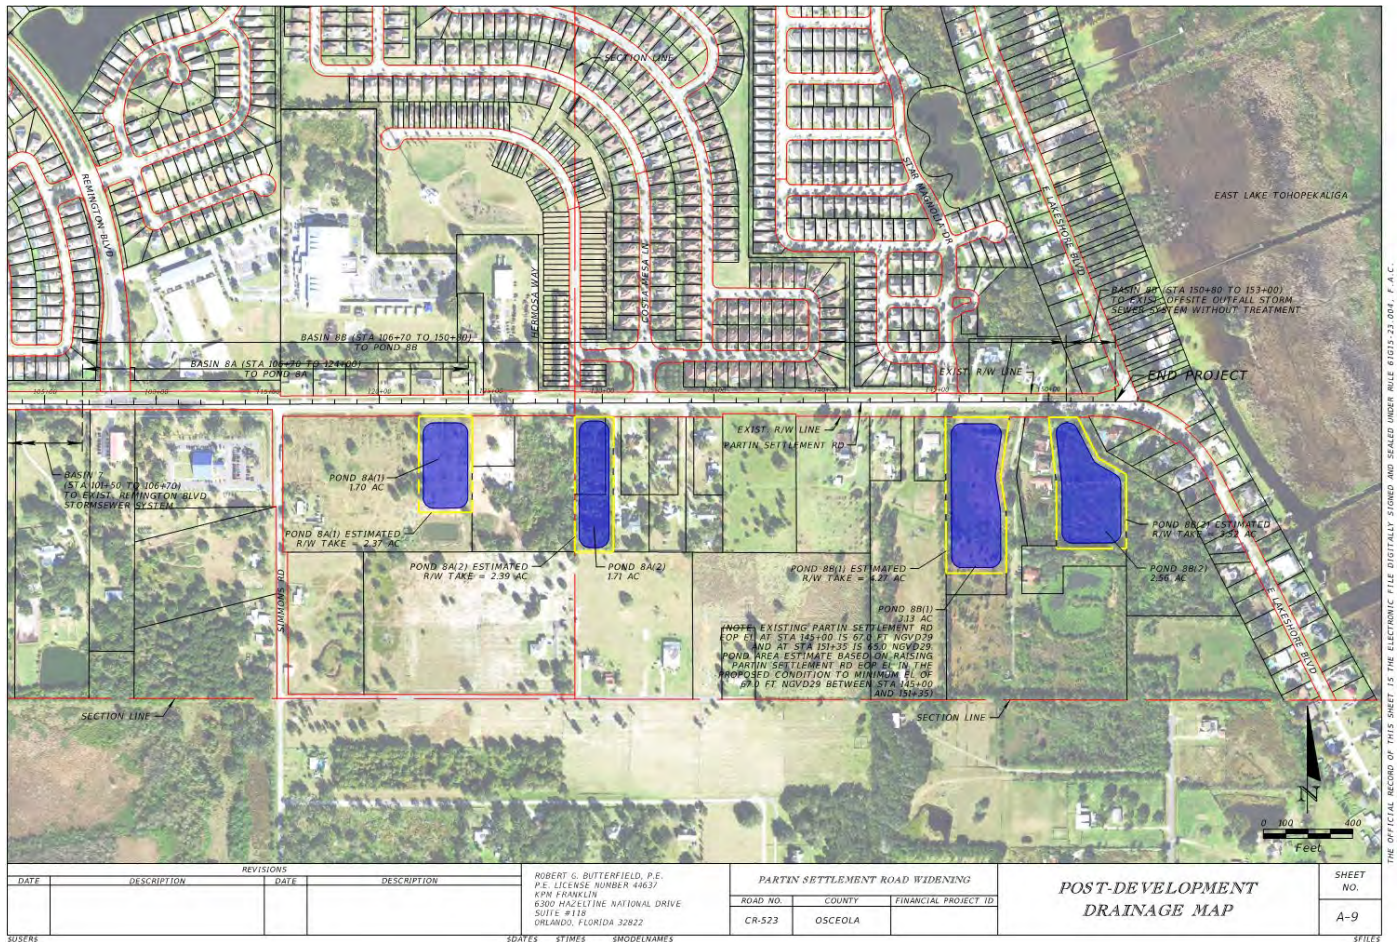 SECTION LINE
REMINGTON BLVD
STAR MAGNOLIA DR
E LAKESHORE BLVD
EAST LAKE TOHOPEKALIGA
HERMOSA WAY
COSTA MESA LN
BASIN 8B (STA 150+80 TO 153+00)
TO EXIST OFFSITE OUTFALL STORM
SEWER SYSTEM WITHOUT TREATMENT
BASIN 8B (STA 106+70 TO 150+80)
TO POND 8B
BASIN 8A (STA 106+70 TO 124+00)
TO POND 8A
EXIST R/W LINE
END PROJECT
EXIST. R/W LINE
PARTIN SETTLEMENT RD
BASIN 7
(STA 101+50 TO 106+70)
TO EXIST REMINGTON BLVD
STORMSEWER SYSTEM
POND 8A(1)
1.70 AC
POND 8A(1) ESTIMATED
R/W TAKE = 2.37 AC
POND 8A(2) ESTIMATED
R/W TAKE = 2.39 AC
POND 8A(2)
1.71 AC
POND 8B(1) ESTIMATED
R/W TAKE = 4.27 AC
POND 8B(2) ESTIMATED
R/W TAKE = 3.52 AC
POND 8B(2)
2.56 AC
POND 8B(1)
3.13 AC
(NOTE: EXISTING PARTIN SETTLEMENT RD
EOP EL AT STA 145+00 IS 67.0 FT NGVD29
AND AT STA 151+35 IS 65.0 NGVD29.
POND AREA ESTIMATE BASED ON RAISING
PARTIN SETTLEMENT RD EOP EL IN THE
PROPOSED CONDITION TO MINIMUM EL OF
67.0 FT NGVD29 BETWEEN STA 145+00
AND 151+35)
SIMMONS RD
E LAKESHORE BLVD
SECTION LINE
SECTION LINE
N
0 100 400
Feet
THE OFFICIAL RECORD OF THIS SHEET IS THE ELECTRONIC FILE DIGITALLY SIGNED AND SEALED UNDER RULE 61G15-23.004, F.A.C.
REVISIONS
DATE DESCRIPTION DATE DESCRIPTION
ROBERT G. BUTTERFIELD, P.E.
P.E. LICENSE NUMBER 44637
KPM FRANKLIN
6300 HAZELTINE NATIONAL DRIVE
SUITE #118
ORLANDO, FLORIDA 32822
PARTIN SETTLEMENT ROAD WIDENING
ROAD NO. COUNTY FINANCIAL PROJECT ID
CR-523 OSCEOLA
POST-DEVELOPMENT
DRAINAGE MAP
SHEET
NO.
A-9
$USER$ $DATE$ $TIME$ $MODELNAME$ $FILE$